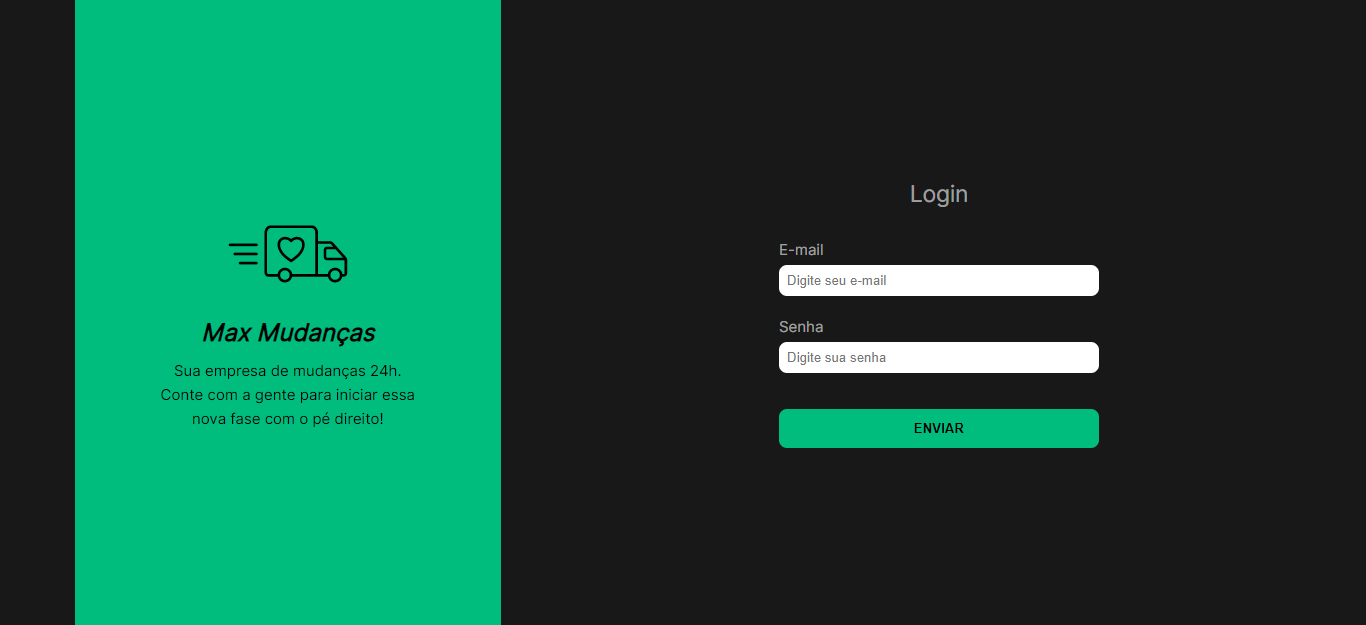 Max Mudanças
Sua empresa de mudanças 24h.
Conte com a gente para iniciar essa
nova fase com o pé direito!
Login
E-mail
Digite seu e-mail
Senha
Digite sua senha
ENVIAR